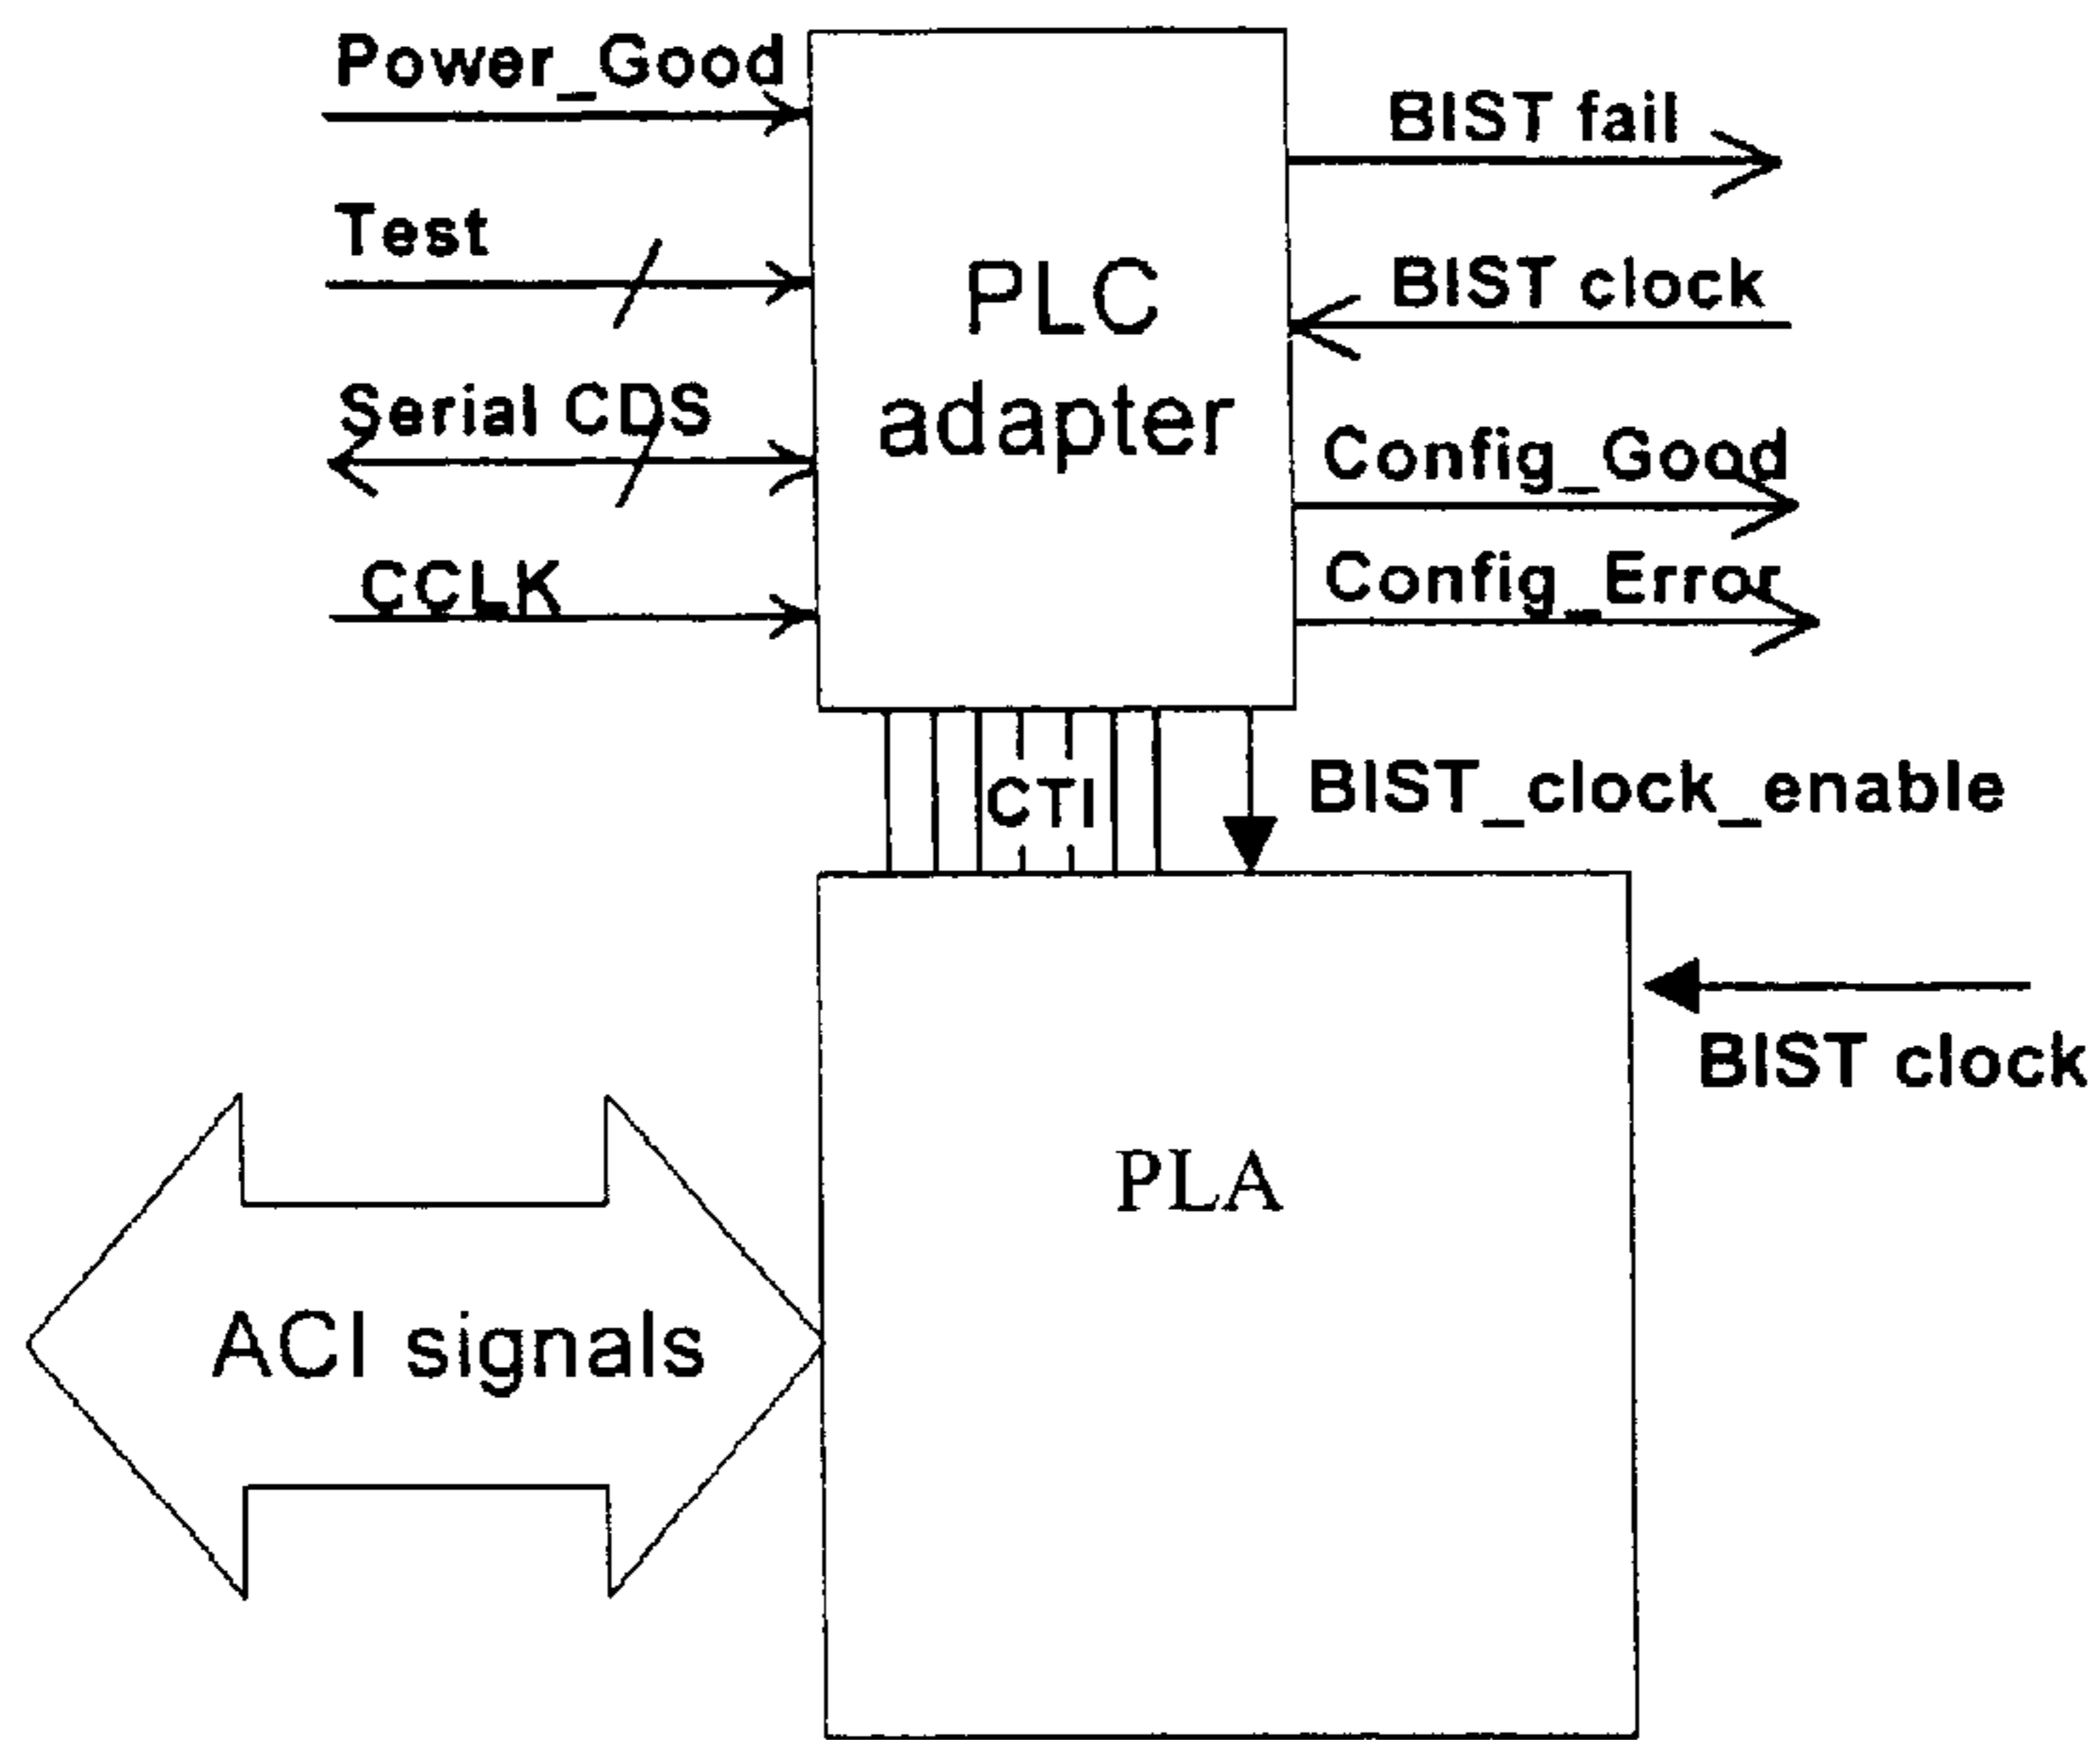 Power_Good
BIST fail
Test
PLC
adapter
BIST clock
Serial CDS
Config_Good
CCLK
Config_Error
CTI
BIST_clock_enable
BIST clock
PLA
ACI signals